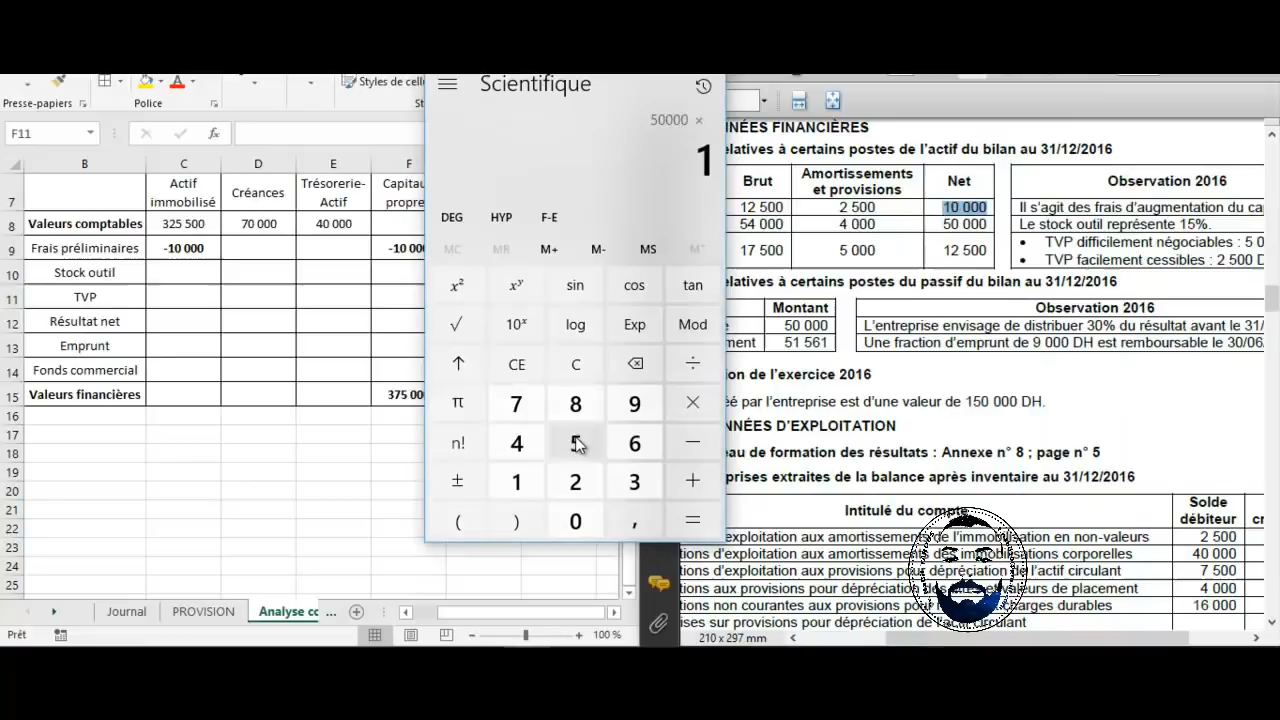 Styles de cellu
Presse-papiers
Police
St
F11
fx
B C D E F
7 Actif immobilisé Créances Trésorerie-Actif Capitau propre
8 Valeurs comptables 325 500 70 000 40 000
9 Frais préliminaires -10 000 -10 00
10 Stock outil
11 TVP
12 Résultat net
13 Emprunt
14 Fonds commercial
15 Valeurs financières 375 00
16
17
18
19
20
21
22
23
24
25
Journal PROVISION Analyse co ...
Prêt
100 %
Scientifique
50000 ×
1
DEG HYP F-E
MC MR M+ M- MS M˅
x² xʸ sin cos tan
√ 10ˣ log Exp Mod
↑ CE C ÷
π 7 8 9 ×
n! 4 5 6 −
± 1 2 3 +
( ) 0 , =
NÉES FINANCIÈRES
elatives à certains postes de l'actif du bilan au 31/12/2016
Brut Amortissements et provisions Net Observation 2016
12 500 2 500 10 000 Il s'agit des frais d'augmentation du ca
54 000 4 000 50 000 Le stock outil représente 15%.
17 500 5 000 12 500 • TVP difficilement négociables : 5 0
• TVP facilement cessibles : 2 500 D
elatives à certains postes du passif du bilan au 31/12/2016
Montant Observation 2016
e 50 000 L'entreprise envisage de distribuer 30% du résultat avant le 31/
ement 51 561 Une fraction d'emprunt de 9 000 DH est remboursable le 30/06
ion de l'exercice 2016
éé par l'entreprise est d'une valeur de 150 000 DH.
NÉES D'EXPLOITATION
eau de formation des résultats : Annexe n° 8 ; page n° 5
eprises extraites de la balance après inventaire au 31/12/2016
Intitulé du compte Solde débiteur cr
d'exploitation aux amortissements de l'immobilisation en non-valeurs 2 500
tions d'exploitation aux amortissements des immobilisations corporelles 40 000
tions d'exploitation aux provisions pour dépréciation de l'actif circulant 7 500
tions aux provisions pour dépréciation des valeurs de placement 4 000
tions non courantes aux provisions pour charges durables 16 000
ises sur provisions pour dépréciation de l'actif circulant
210 x 297 mm